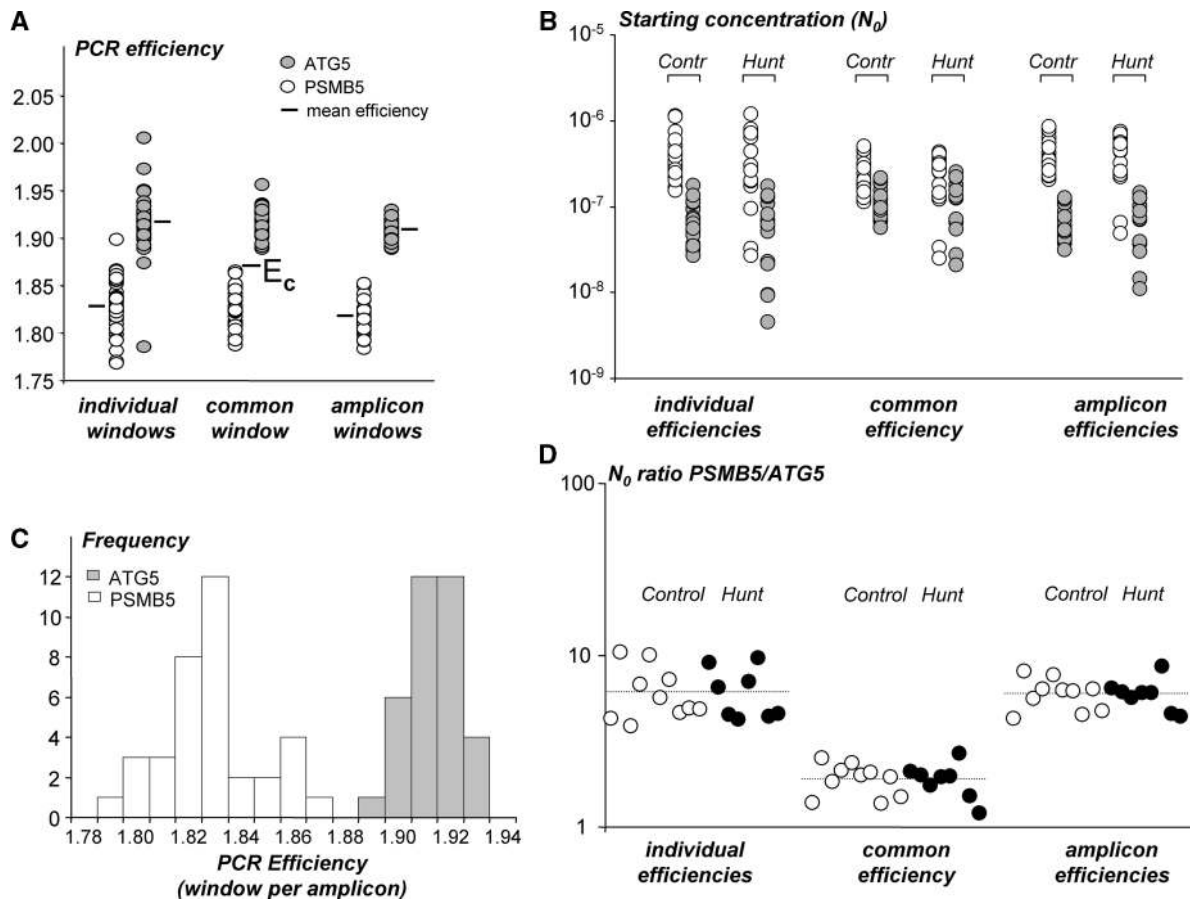 A
PCR efficiency
ATG5
PSMB5
mean efficiency
2.05
2.00
1.95
1.90
1.85
1.80
1.75
Ec
individual windows
common window
amplicon windows
B
Starting concentration (N0)
Contr Hunt Contr Hunt Contr Hunt
10-5
10-6
10-7
10-8
10-9
individual efficiencies
common efficiency
amplicon efficiencies
C
Frequency
ATG5
PSMB5
12
10
8
6
4
2
0
1.78 1.80 1.82 1.84 1.86 1.88 1.90 1.92 1.94
PCR Efficiency
(window per amplicon)
D
N0 ratio PSMB5/ATG5
100
Control Hunt Control Hunt Control Hunt
10
1
individual efficiencies
common efficiency
amplicon efficiencies